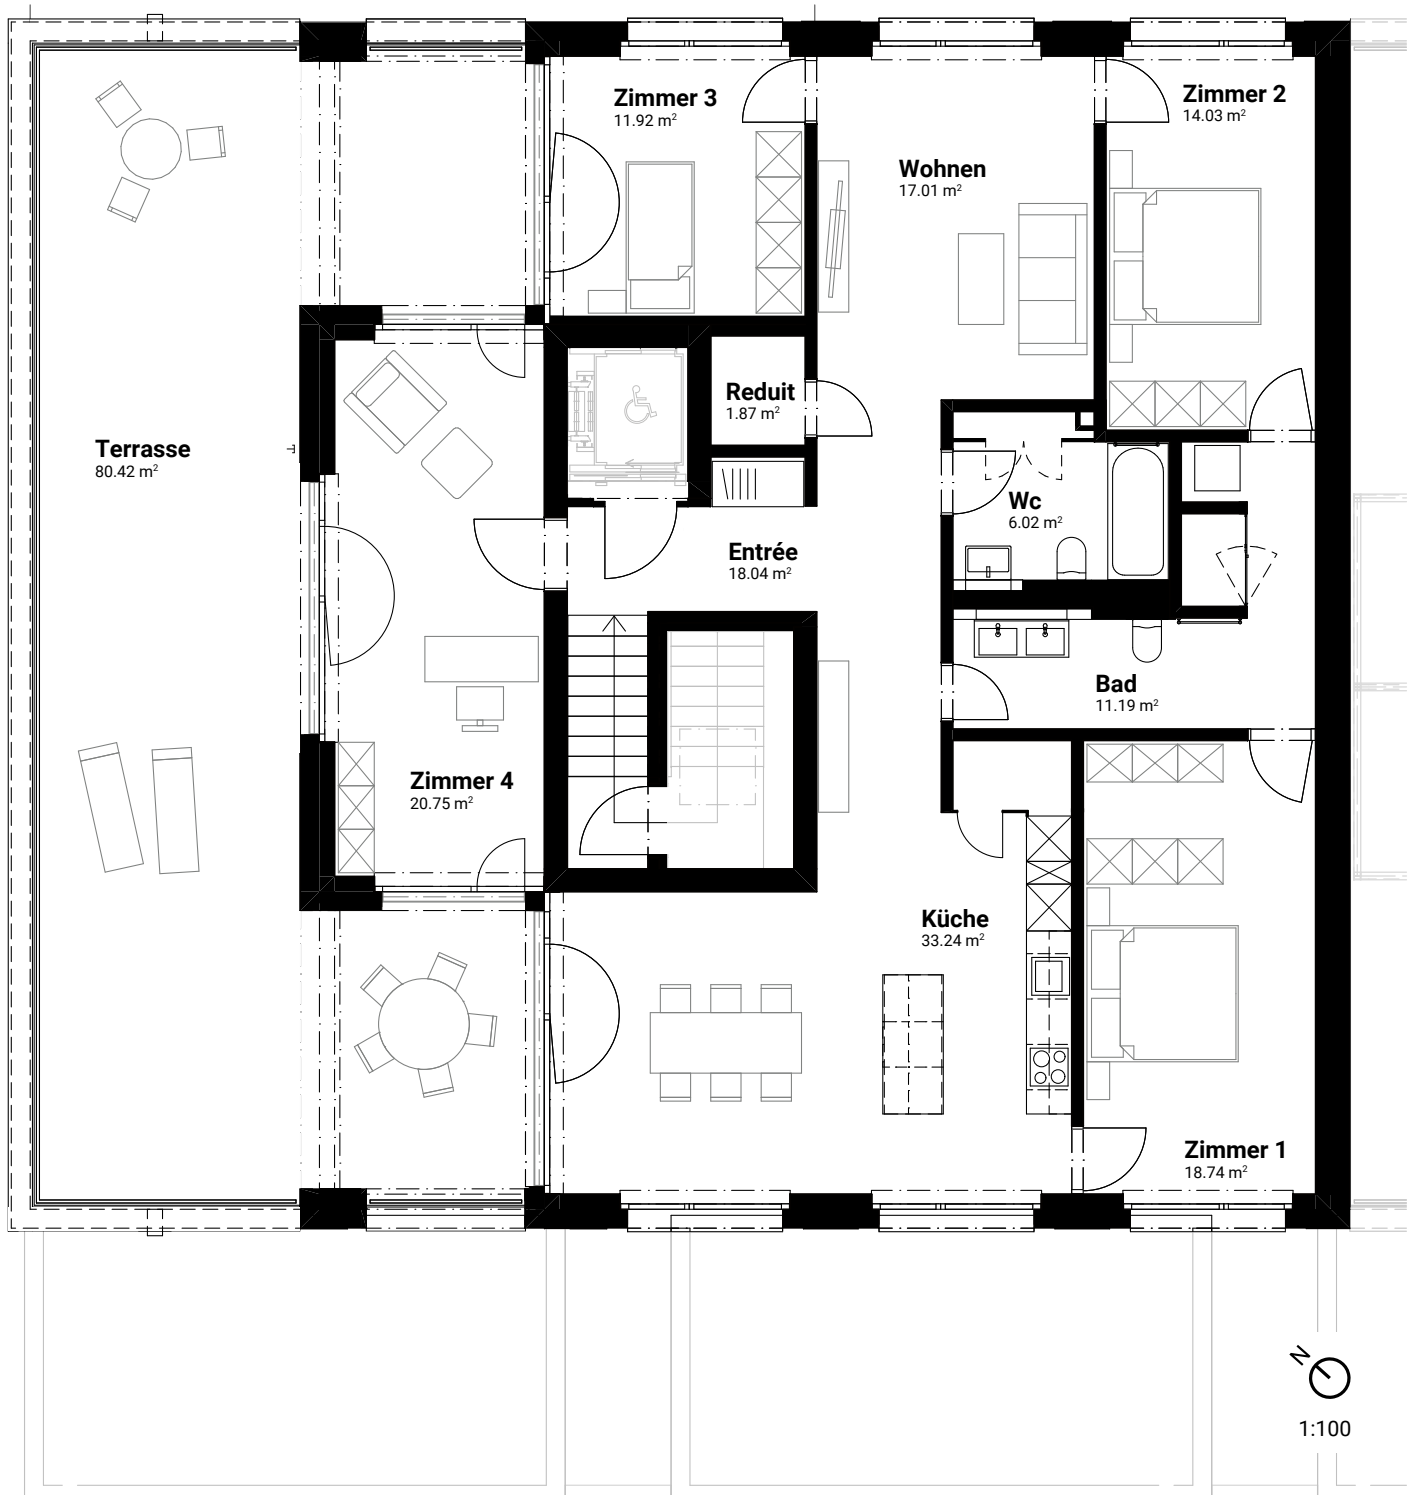 Zimmer 3
11.92 m²
Zimmer 2
14.03 m²
Wohnen
17.01 m²
Reduit
1.87 m²
Terrasse
80.42 m²
Wc
6.02 m²
Entrée
18.04 m²
Bad
11.19 m²
Zimmer 4
20.75 m²
Küche
33.24 m²
Zimmer 1
18.74 m²
N
1:100